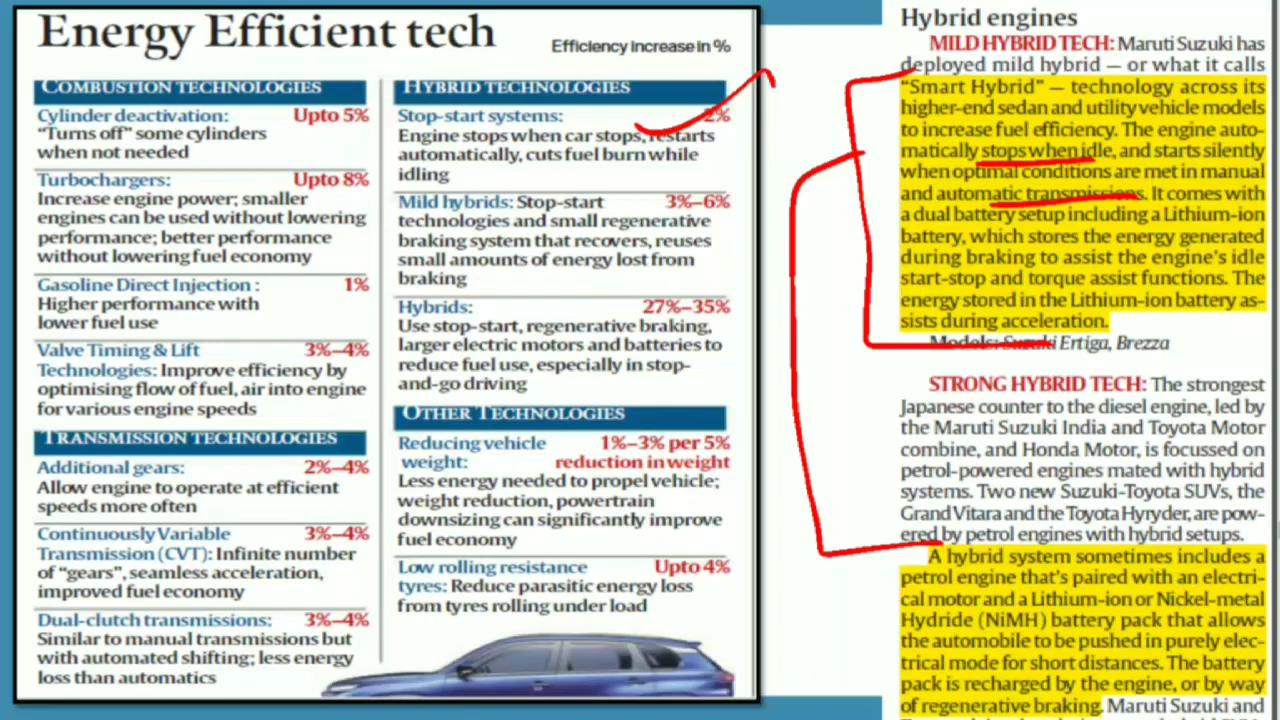 Energy Efficient tech
Efficiency increase in %
COMBUSTION TECHNOLOGIES
Cylinder deactivation: Upto 5%
“Turns off” some cylinders
when not needed
Turbochargers: Upto 8%
Increase engine power; smaller
engines can be used without lowering
performance; better performance
without lowering fuel economy
Gasoline Direct Injection : 1%
Higher performance with
lower fuel use
Valve Timing & Lift 3%–4%
Technologies: Improve efficiency by
optimising flow of fuel, air into engine
for various engine speeds
TRANSMISSION TECHNOLOGIES
Additional gears: 2%–4%
Allow engine to operate at efficient
speeds more often
Continuously Variable 3%–4%
Transmission (CVT): Infinite number
of “gears”, seamless acceleration,
improved fuel economy
Dual-clutch transmissions: 3%–4%
Similar to manual transmissions but
with automated shifting; less energy
loss than automatics
HYBRID TECHNOLOGIES
Stop-start systems: 2%
Engine stops when car stops, restarts
automatically, cuts fuel burn while
idling
Mild hybrids: Stop-start 3%–6%
technologies and small regenerative
braking system that recovers, reuses
small amounts of energy lost from
braking
Hybrids: 27%–35%
Use stop-start, regenerative braking,
larger electric motors and batteries to
reduce fuel use, especially in stop-
and-go driving
OTHER TECHNOLOGIES
Reducing vehicle 1%–3% per 5%
weight: reduction in weight
Less energy needed to propel vehicle;
weight reduction, powertrain
downsizing can significantly improve
fuel economy
Low rolling resistance Upto 4%
tyres: Reduce parasitic energy loss
from tyres rolling under load
Hybrid engines
MILD HYBRID TECH: Maruti Suzuki has
deployed mild hybrid — or what it calls
“Smart Hybrid” — technology across its
higher-end sedan and utility vehicle models
to increase fuel efficiency. The engine auto-
matically stops when idle, and starts silently
when optimal conditions are met in manual
and automatic transmissions. It comes with
a dual battery setup including a Lithium-ion
battery, which stores the energy generated
during braking to assist the engine’s idle
start-stop and torque assist functions. The
energy stored in the Lithium-ion battery as-
sists during acceleration.
Models: Suzuki Ertiga, Brezza
STRONG HYBRID TECH: The strongest
Japanese counter to the diesel engine, led by
the Maruti Suzuki India and Toyota Motor
combine, and Honda Motor, is focussed on
petrol-powered engines mated with hybrid
systems. Two new Suzuki-Toyota SUVs, the
Grand Vitara and the Toyota Hyryder, are pow-
ered by petrol engines with hybrid setups.
A hybrid system sometimes includes a
petrol engine that’s paired with an electri-
cal motor and a Lithium-ion or Nickel-metal
Hydride (NiMH) battery pack that allows
the automobile to be pushed in purely elec-
trical mode for short distances. The battery
pack is recharged by the engine, or by way
of regenerative braking. Maruti Suzuki and